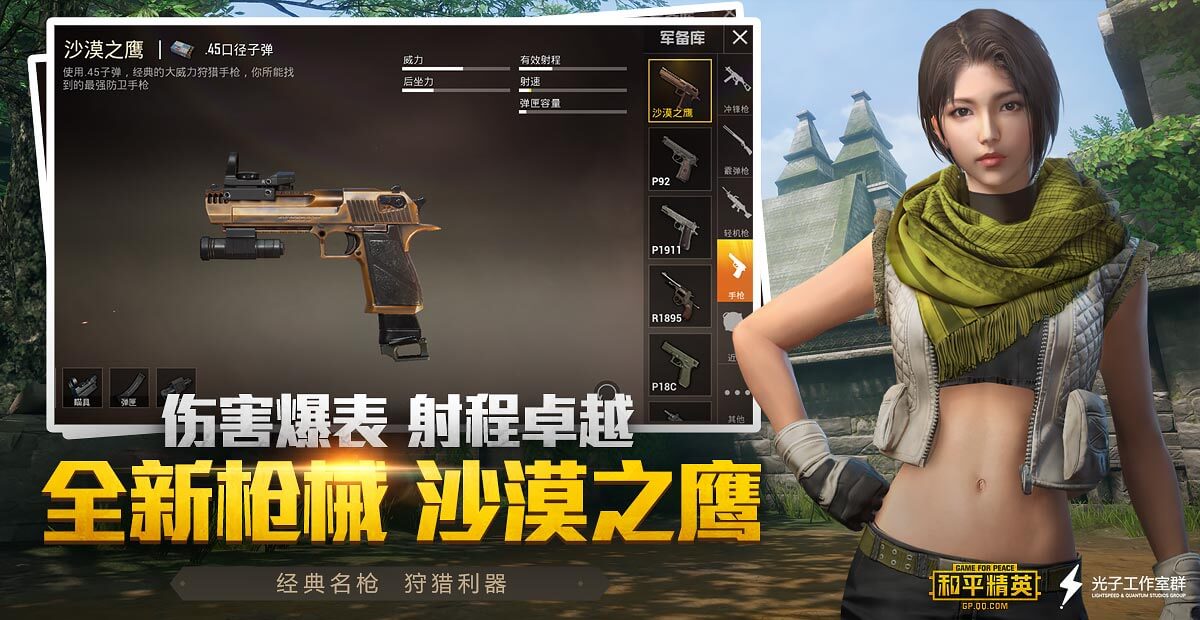 沙漠之鹰 | .45口径子弹
使用.45子弹，经典的大威力狩猎手枪，你所能找
到的最强防卫手枪
威力
有效射程
后坐力
射速
弹匣容量
军备库
沙漠之鹰
P92
P1911
R1895
P18C
冲锋枪
霰弹枪
轻机枪
手枪
近
其他
瞄具
弹匣
伤害爆表 射程卓越
全新枪械 沙漠之鹰
经典名枪 狩猎利器
GAME FOR PEACE
和平精英
GP.QQ.COM
光子工作室群
LIGHTSPEED & QUANTUM STUDIOS GROUP